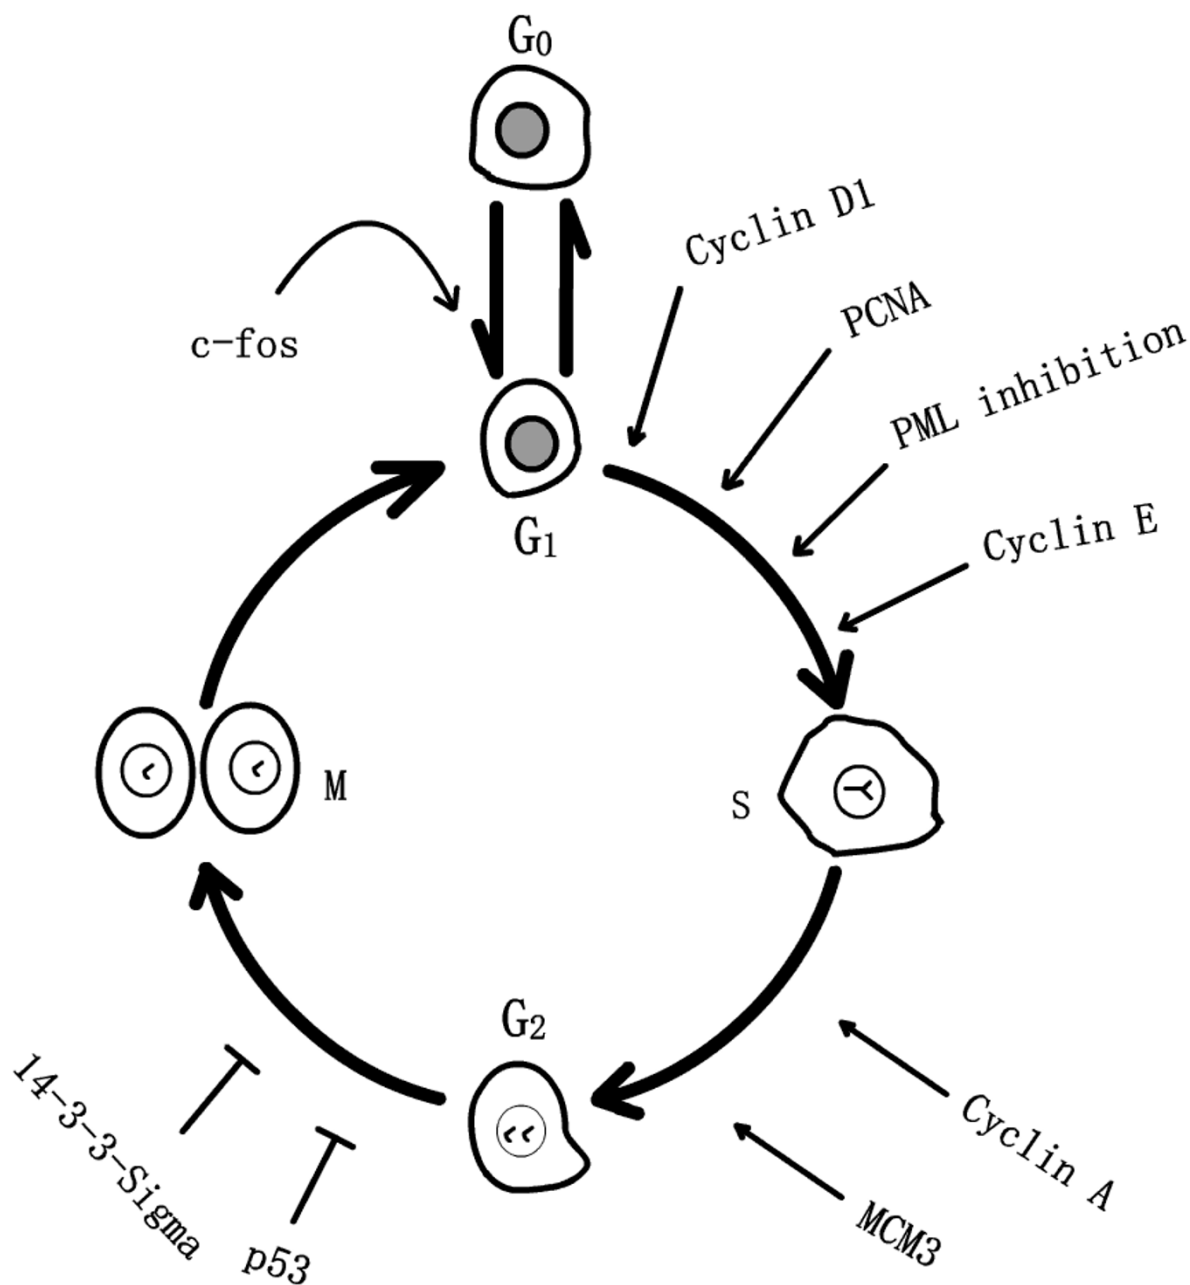 G0
Cyclin D1
PCNA
c-fos
PML inhibition
Cyclin E
G1
M
S
G2
14-3-3-Sigma
p53
Cyclin A
MCM3